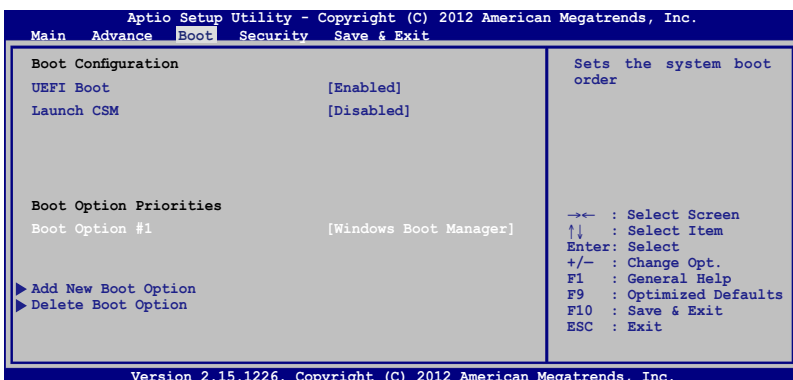 Aptio Setup Utility - Copyright (C) 2012 American Megatrends, Inc.
Main Advance Boot Security Save & Exit
Boot Configuration
UEFI Boot [Enabled]
Launch CSM [Disabled]
Boot Option Priorities
Boot Option #1 [Windows Boot Manager]
Add New Boot Option
Delete Boot Option
Sets the system boot
order
→← : Select Screen
↑↓ : Select Item
Enter: Select
+/— : Change Opt.
F1 : General Help
F9 : Optimized Defaults
F10 : Save & Exit
ESC : Exit
Version 2.15.1226. Copyright (C) 2012 American Megatrends, Inc.